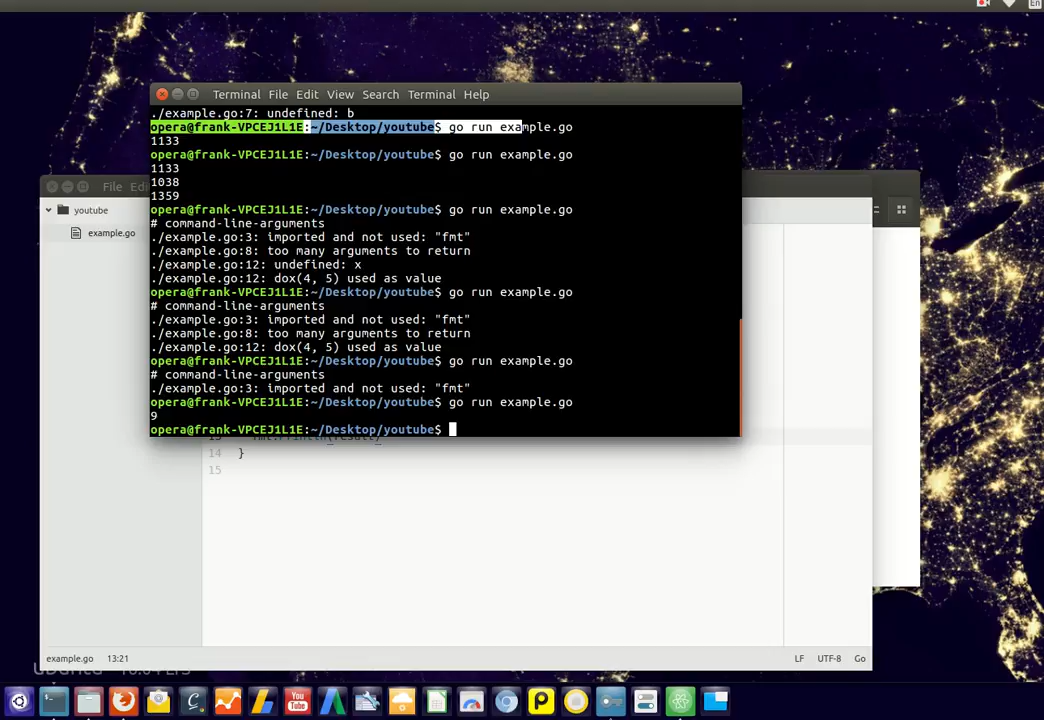 En
Terminal File Edit View Search Terminal Help
./example.go:7: undefined: b
opera@frank-VPCEJ1L1E:~/Desktop/youtube$ go run example.go
1133
opera@frank-VPCEJ1L1E:~/Desktop/youtube$ go run example.go
1133
1038
1359
opera@frank-VPCEJ1L1E:~/Desktop/youtube$ go run example.go
# command-line-arguments
./example.go:3: imported and not used: "fmt"
./example.go:8: too many arguments to return
./example.go:12: undefined: x
./example.go:12: dox(4, 5) used as value
opera@frank-VPCEJ1L1E:~/Desktop/youtube$ go run example.go
# command-line-arguments
./example.go:3: imported and not used: "fmt"
./example.go:8: too many arguments to return
./example.go:12: dox(4, 5) used as value
opera@frank-VPCEJ1L1E:~/Desktop/youtube$ go run example.go
# command-line-arguments
./example.go:3: imported and not used: "fmt"
opera@frank-VPCEJ1L1E:~/Desktop/youtube$ go run example.go
9
opera@frank-VPCEJ1L1E:~/Desktop/youtube$
File
youtube
example.go
14 }
15
example.go 13:21
LF UTF-8 Go
You
Tube